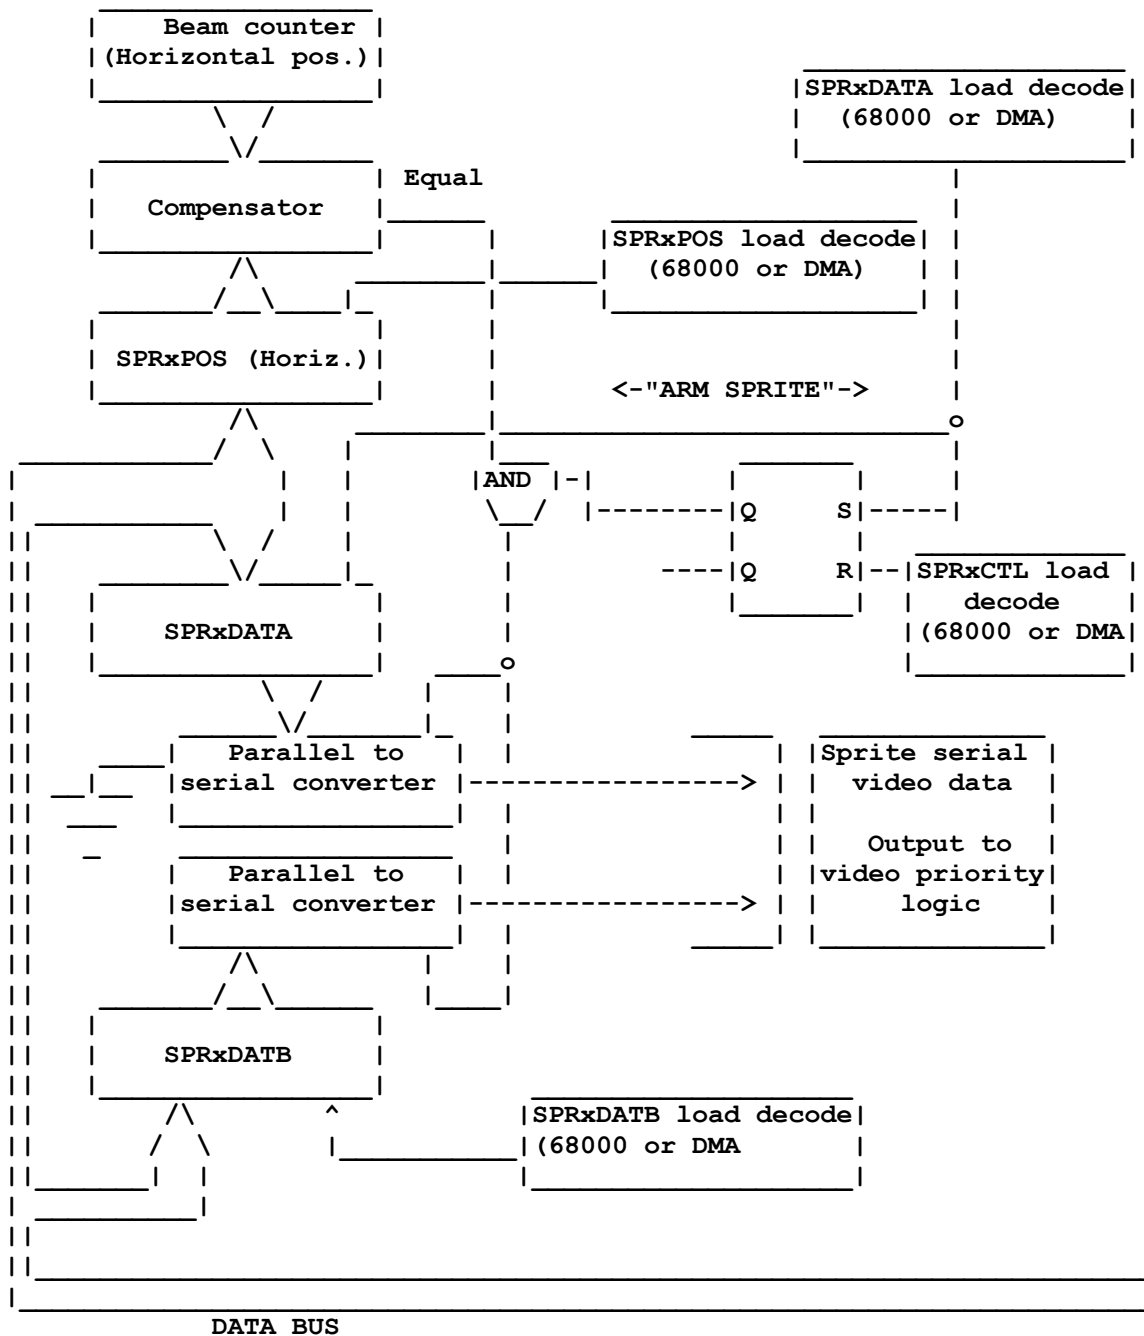 Beam counter
(Horizontal pos.)
SPRxDATA load decode
(68000 or DMA)
Equal
Compensator
SPRxPOS load decode
(68000 or DMA)
SPRxPOS (Horiz.)
<-"ARM SPRITE"->
AND
Q S
Q R
SPRxCTL load
decode
(68000 or DMA
SPRxDATA
Parallel to
serial converter
Sprite serial
video data
Output to
video priority
logic
Parallel to
serial converter
SPRxDATB
SPRxDATB load decode
(68000 or DMA
DATA BUS